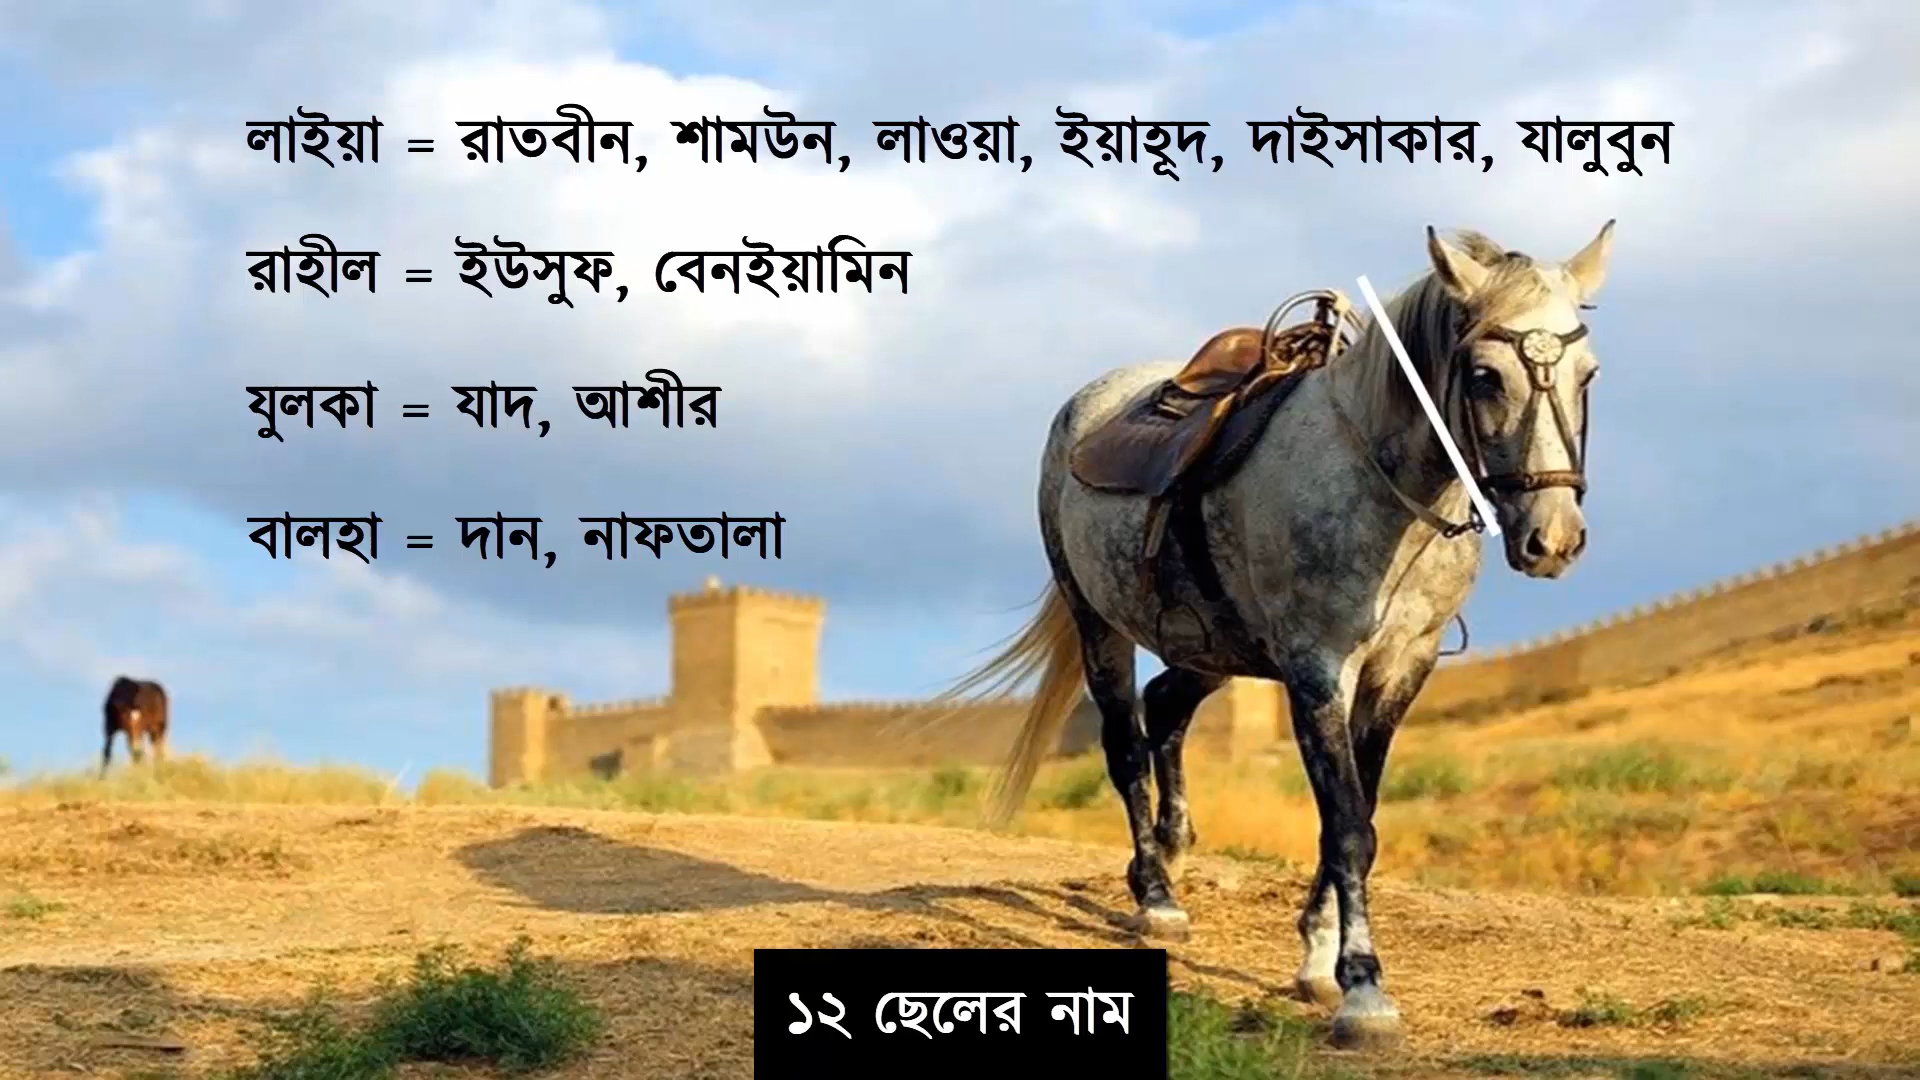 লাইয়া = রাতবীন, শামউন, লাওয়া, ইয়াহূদ, দাইসাকার, যালুবুন
রাহীল = ইউসুফ, বেনইয়ামিন
যুলকা = যাদ, আশীর
বালহা = দান, নাফতালা
১২ ছেলের নাম